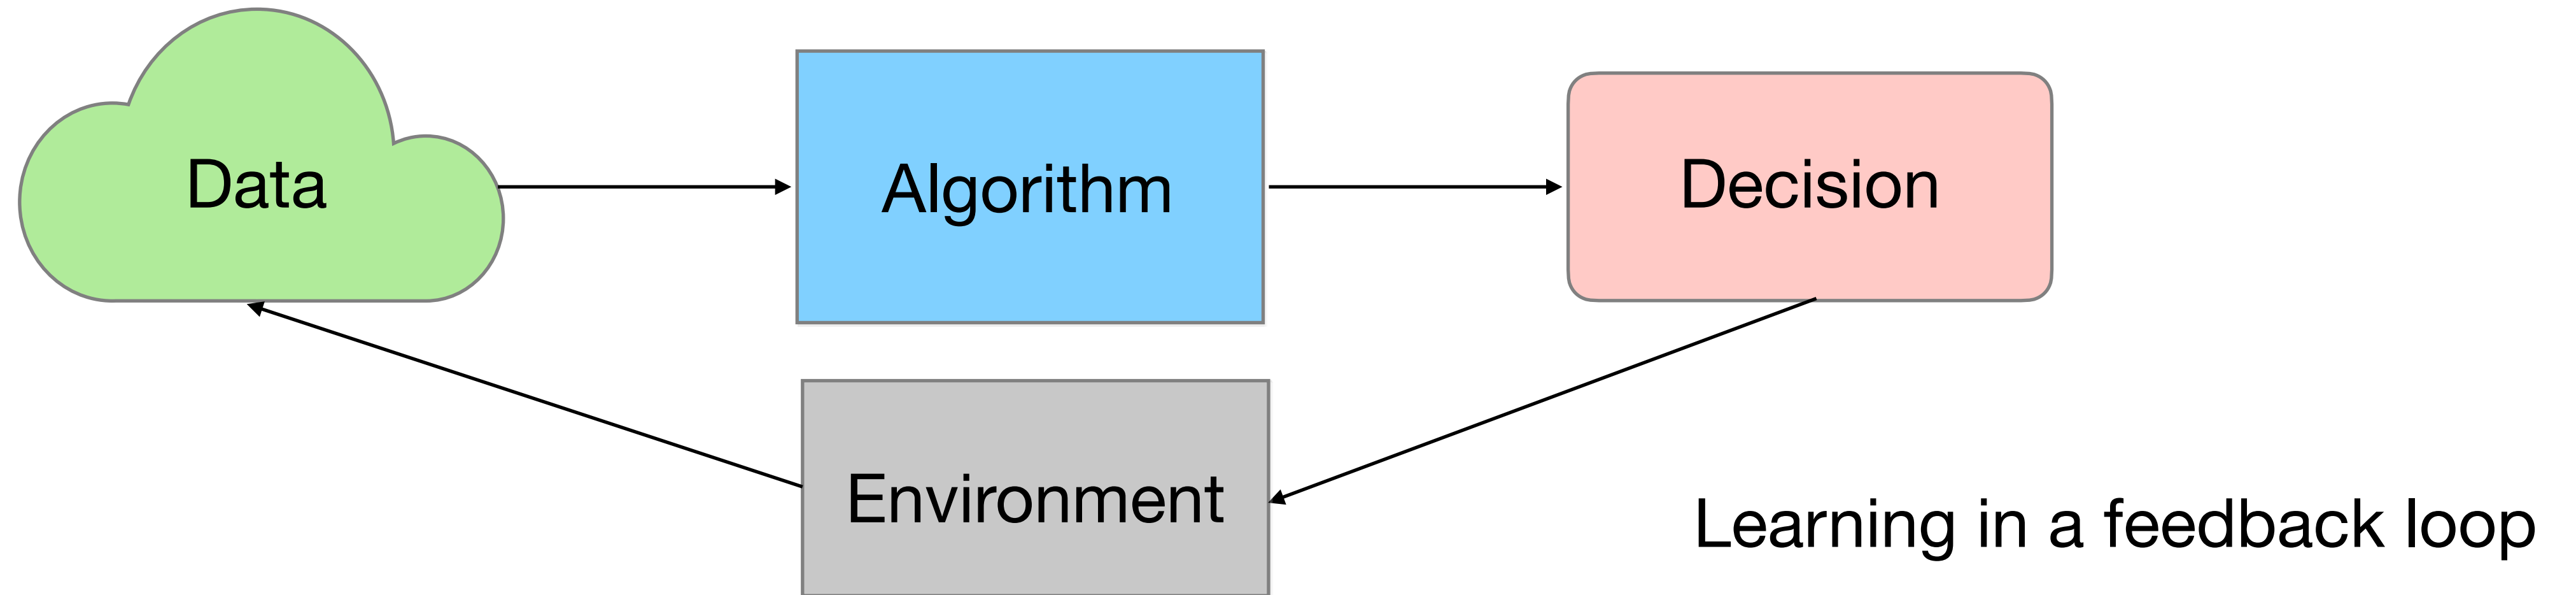 Data
Algorithm
Decision
Environment
Learning in a feedback loop